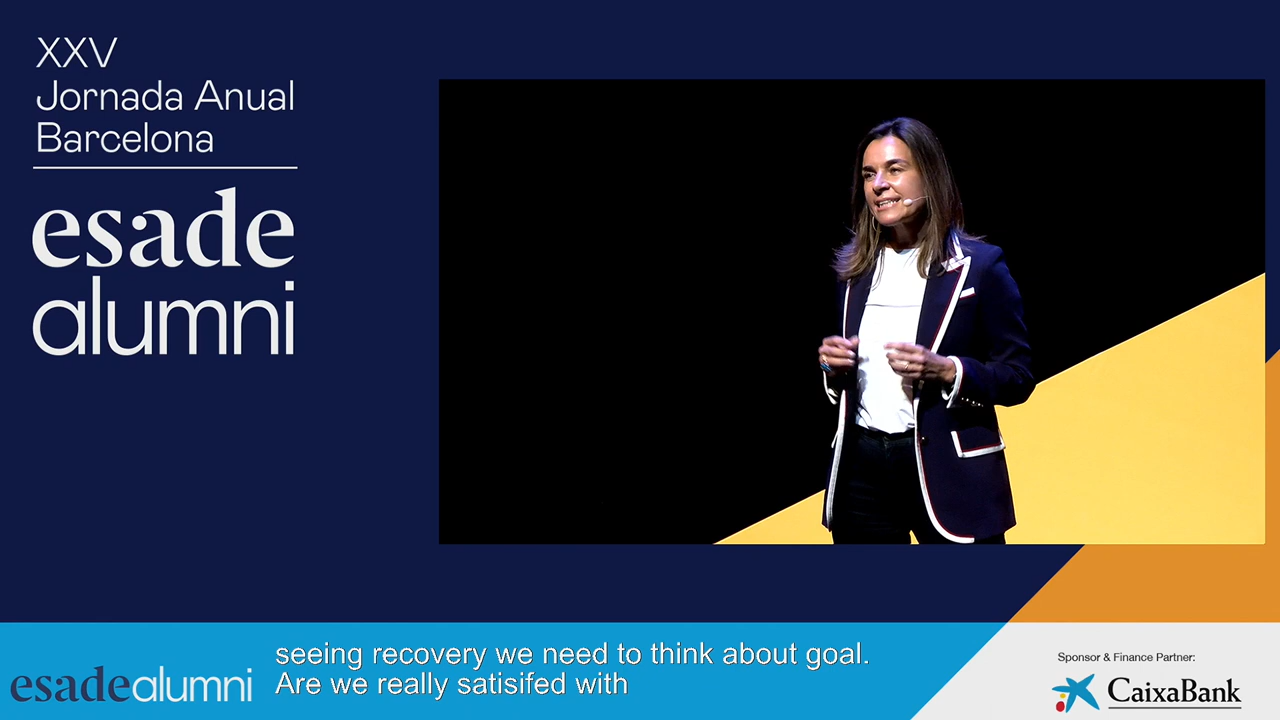 XXV
Jornada Anual
Barcelona
esade
alumni
esadealumni
seeing recovery we need to think about goal.
Are we really satisifed with
Sponsor & Finance Partner:
CaixaBank